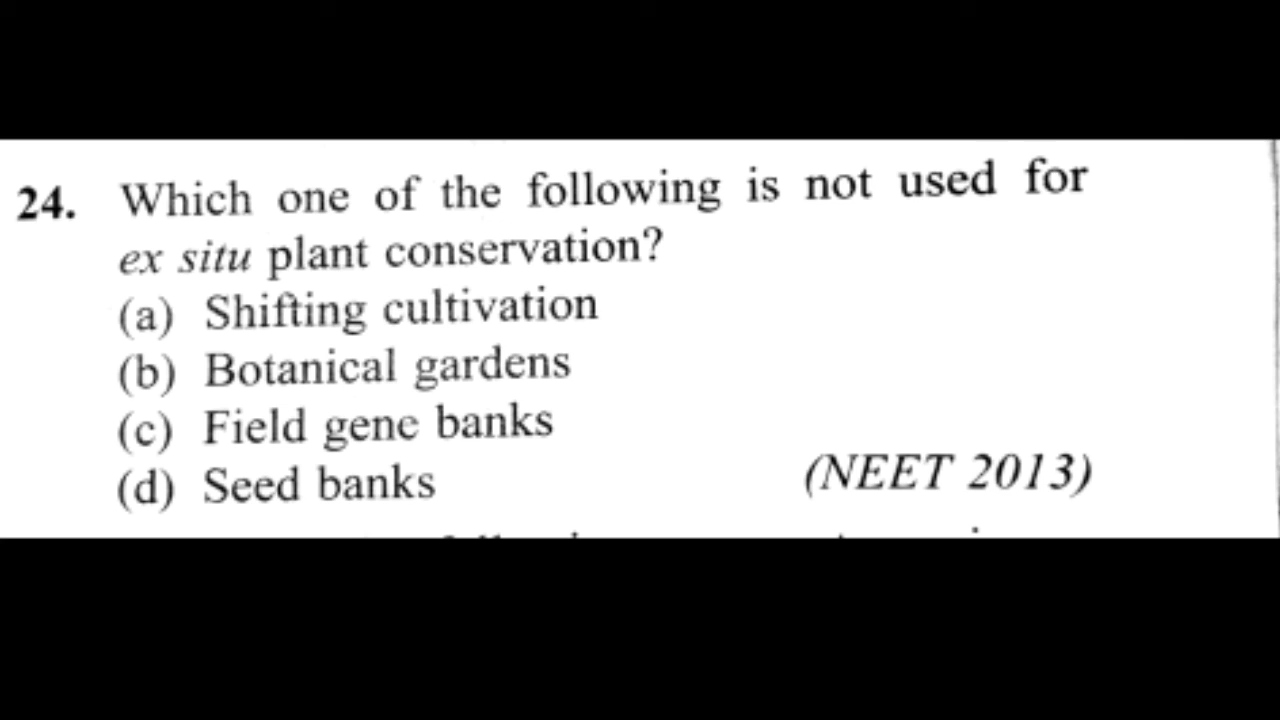 24. Which one of the following is not used for
ex situ plant conservation?
(a) Shifting cultivation
(b) Botanical gardens
(c) Field gene banks
(d) Seed banks (NEET 2013)